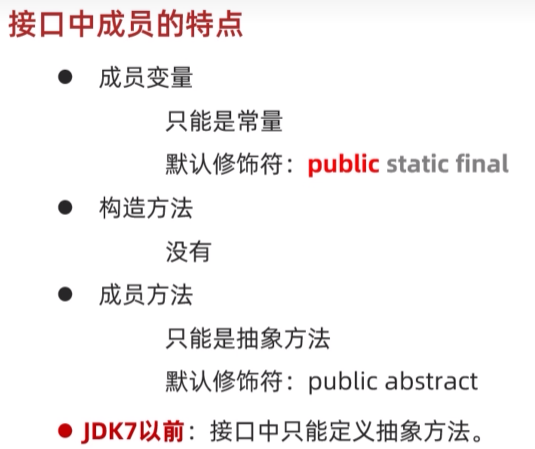 接口中成员的特点
● 成员变量
只能是常量
默认修饰符：public static final
● 构造方法
没有
● 成员方法
只能是抽象方法
默认修饰符：public abstract
● JDK7以前：接口中只能定义抽象方法。